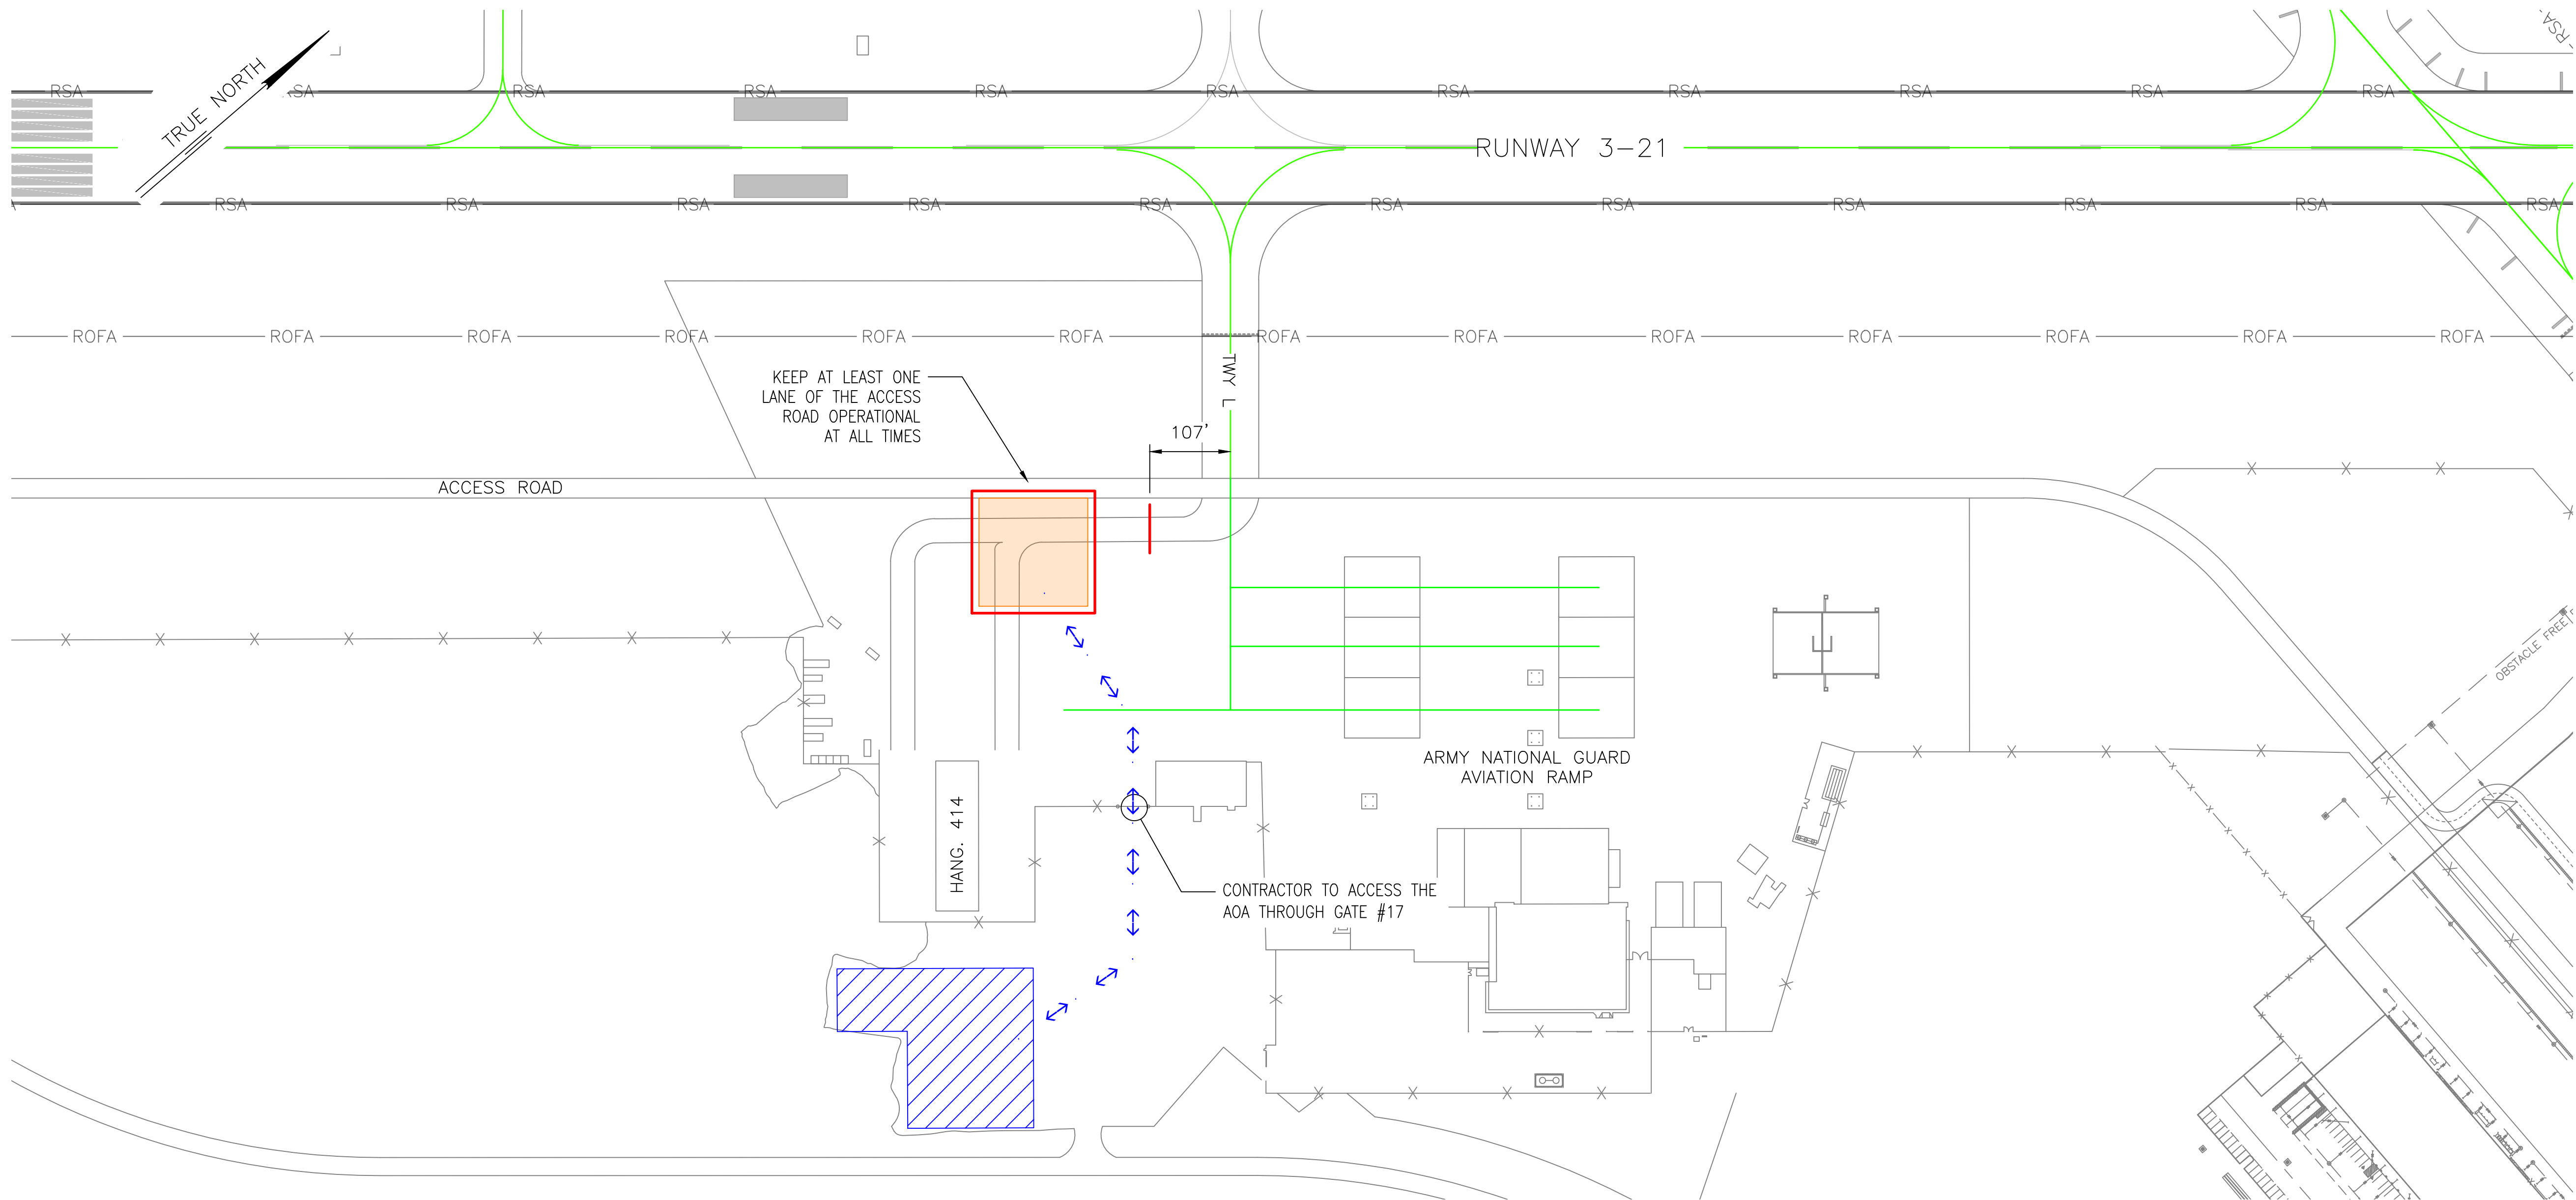 RSA
TRUE NORTH
RSA RSA RSA RSA RSA RSA RSA RSA RSA RSA RSA
RUNWAY 3-21
RSA RSA RSA RSA RSA RSA RSA RSA RSA RSA RSA
ROFA ROFA ROFA ROFA ROFA ROFA ROFA ROFA ROFA ROFA ROFA ROFA ROFA
TWY L
KEEP AT LEAST ONE
LANE OF THE ACCESS
ROAD OPERATIONAL
AT ALL TIMES
107'
ACCESS ROAD
OBSTACLE FREE
ARMY NATIONAL GUARD
AVIATION RAMP
HANG. 414
CONTRACTOR TO ACCESS THE
AOA THROUGH GATE #17